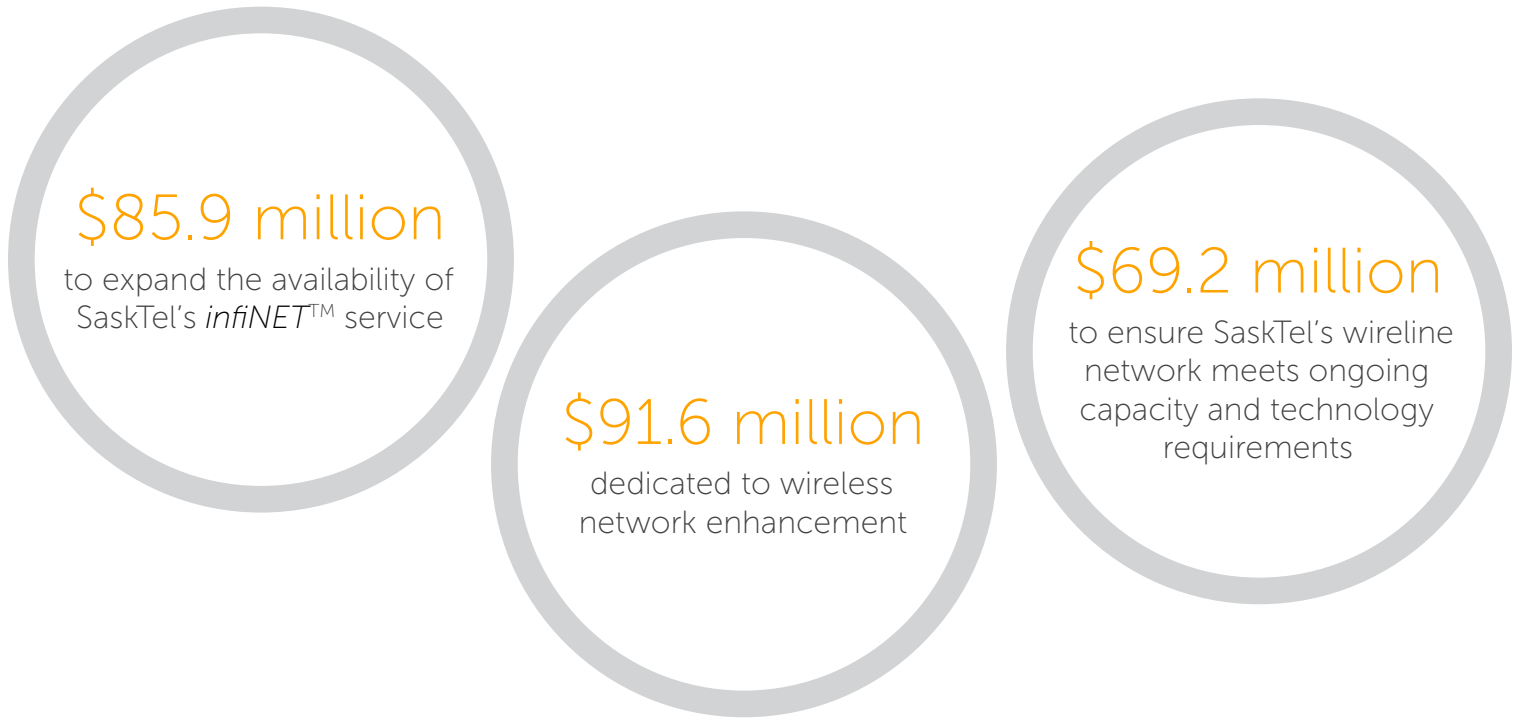 $85.9 million
to expand the availability of
SaskTel's infiNET™ service
$91.6 million
dedicated to wireless
network enhancement
$69.2 million
to ensure SaskTel's wireline
network meets ongoing
capacity and technology
requirements